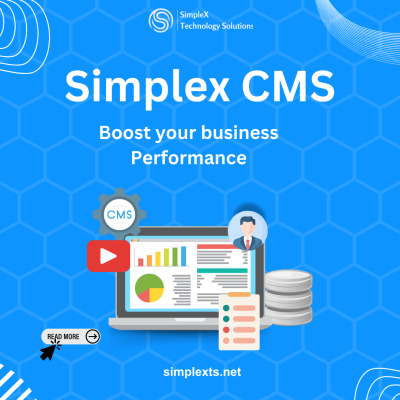 SimpleX
Technology Solutions
Simplex CMS
Boost your business
Performance
CMS
READ MORE
simplexts.net